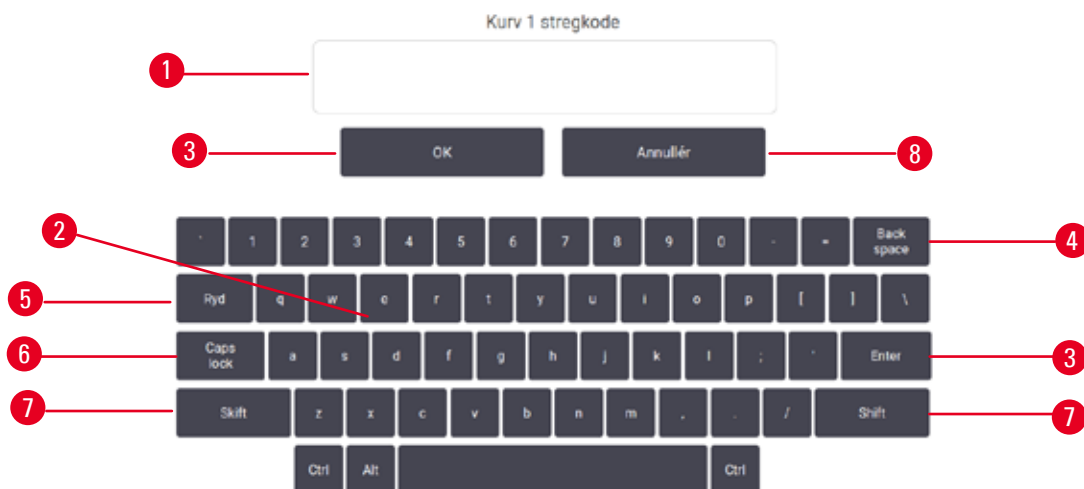 Kurv 1 stregkode
1
3 OK Annullér 8
2
` 1 2 3 4 5 6 7 8 9 0 - = Back space 4
5 Ryd q w e r t y u i o p [ ] \
6 Caps lock a s d f g h j k l ; ' Enter 3
7 Skift z x c v b n m , . / Shift 7
Ctrl Alt Ctrl